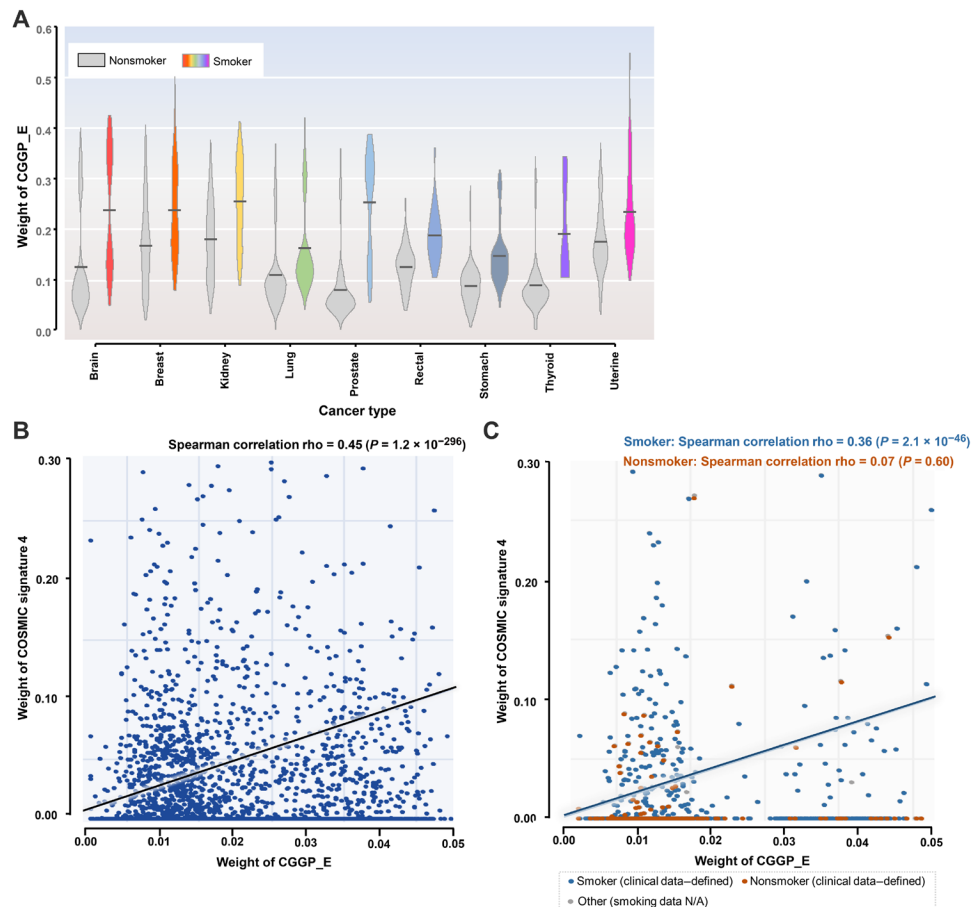 A
0.6
0.5
0.4
0.3
0.2
0.1
0.0
Weight of CGGP_E
Nonsmoker
Smoker
Brain
Breast
Kidney
Lung
Prostate
Rectal
Stomach
Thyroid
Uterine
Cancer type
B
Spearman correlation rho = 0.45 (P = 1.2 × 10⁻²⁹⁶)
0.30
0.20
0.10
0.00
Weight of COSMIC signature 4
0.00 0.01 0.02 0.03 0.04 0.05
Weight of CGGP_E
C
Smoker: Spearman correlation rho = 0.36 (P = 2.1 × 10⁻⁴⁶)
Nonsmoker: Spearman correlation rho = 0.07 (P = 0.60)
0.30
0.20
0.10
0.00
Weight of COSMIC signature 4
0.00 0.01 0.02 0.03 0.04 0.05
Weight of CGGP_E
Smoker (clinical data–defined) Nonsmoker (clinical data–defined)
Other (smoking data N/A)